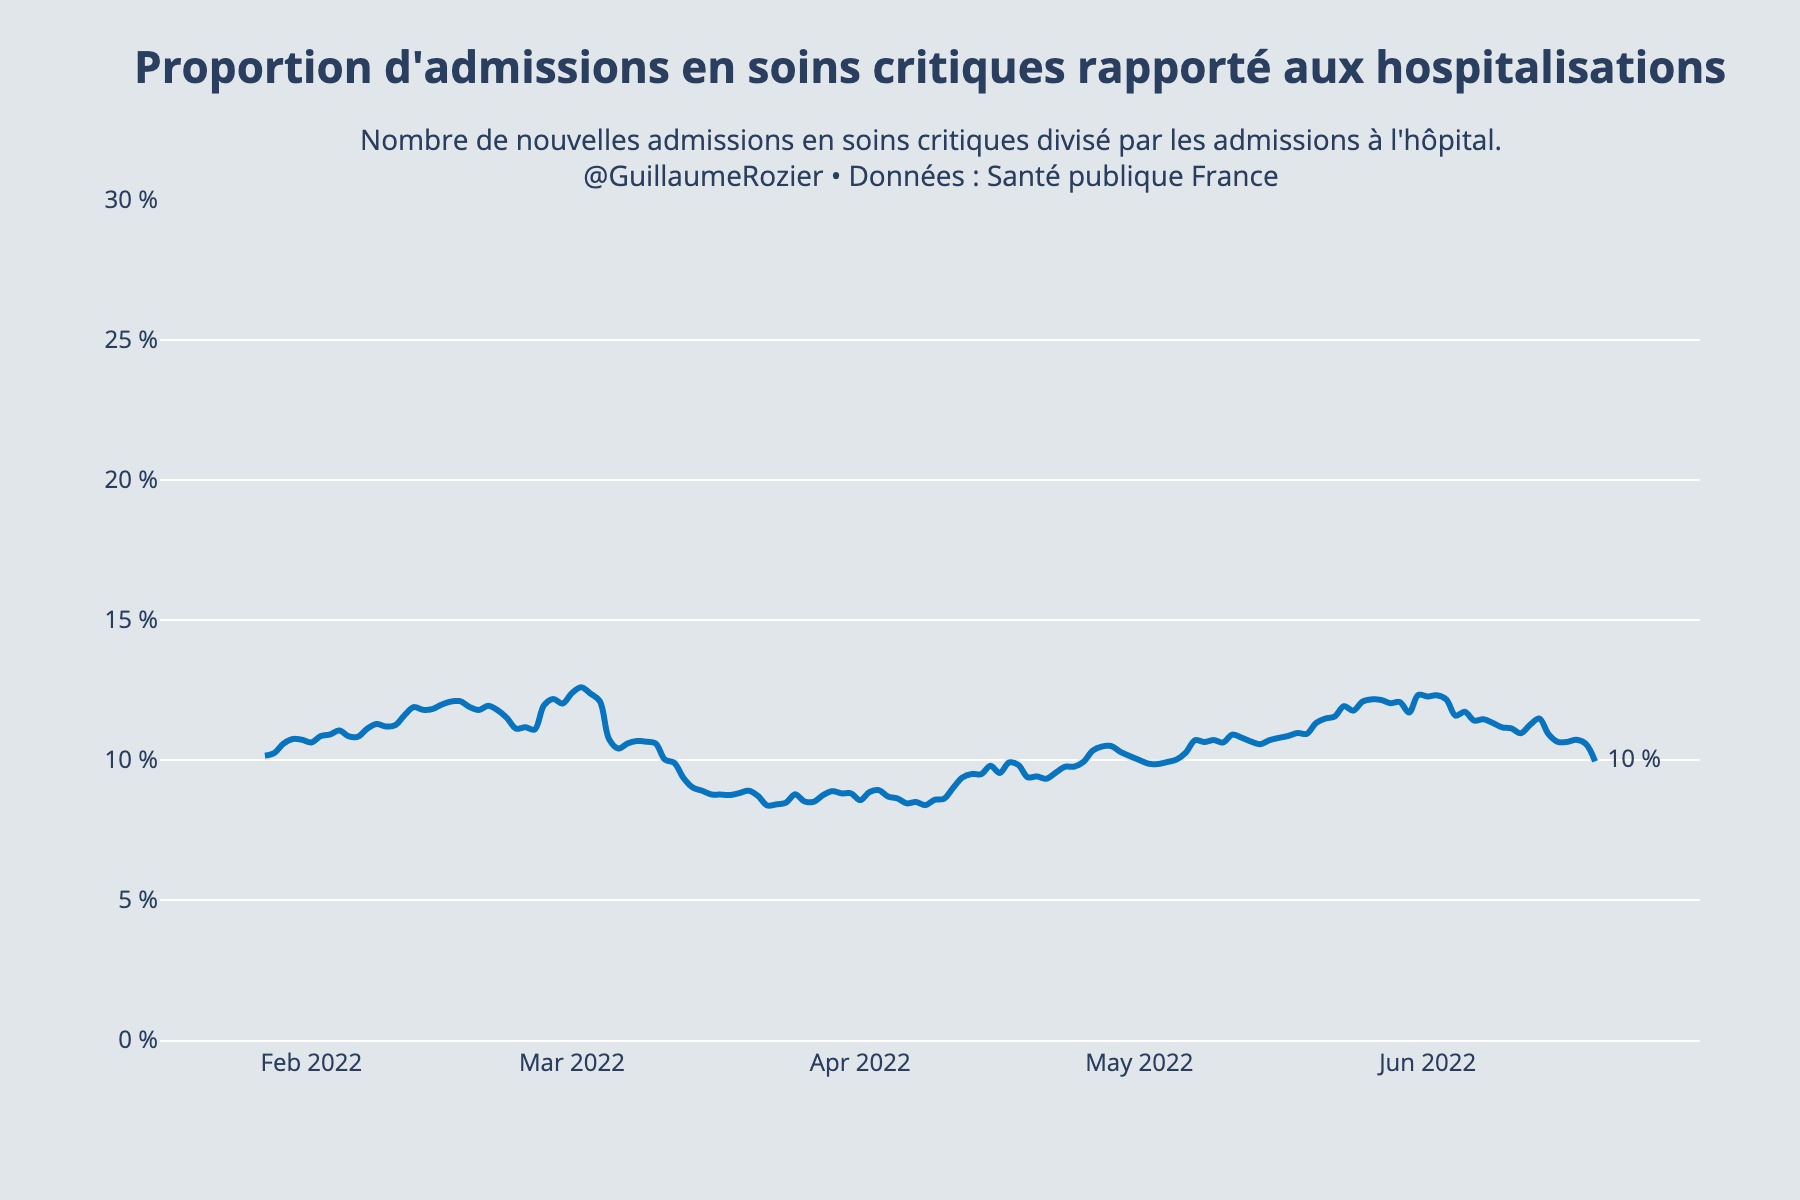 Proportion d'admissions en soins critiques rapporté aux hospitalisations
Nombre de nouvelles admissions en soins critiques divisé par les admissions à l'hôpital.
@GuillaumeRozier • Données : Santé publique France
30 %
25 %
20 %
15 %
10 %
10 %
5 %
0 %
Feb 2022 Mar 2022 Apr 2022 May 2022 Jun 2022